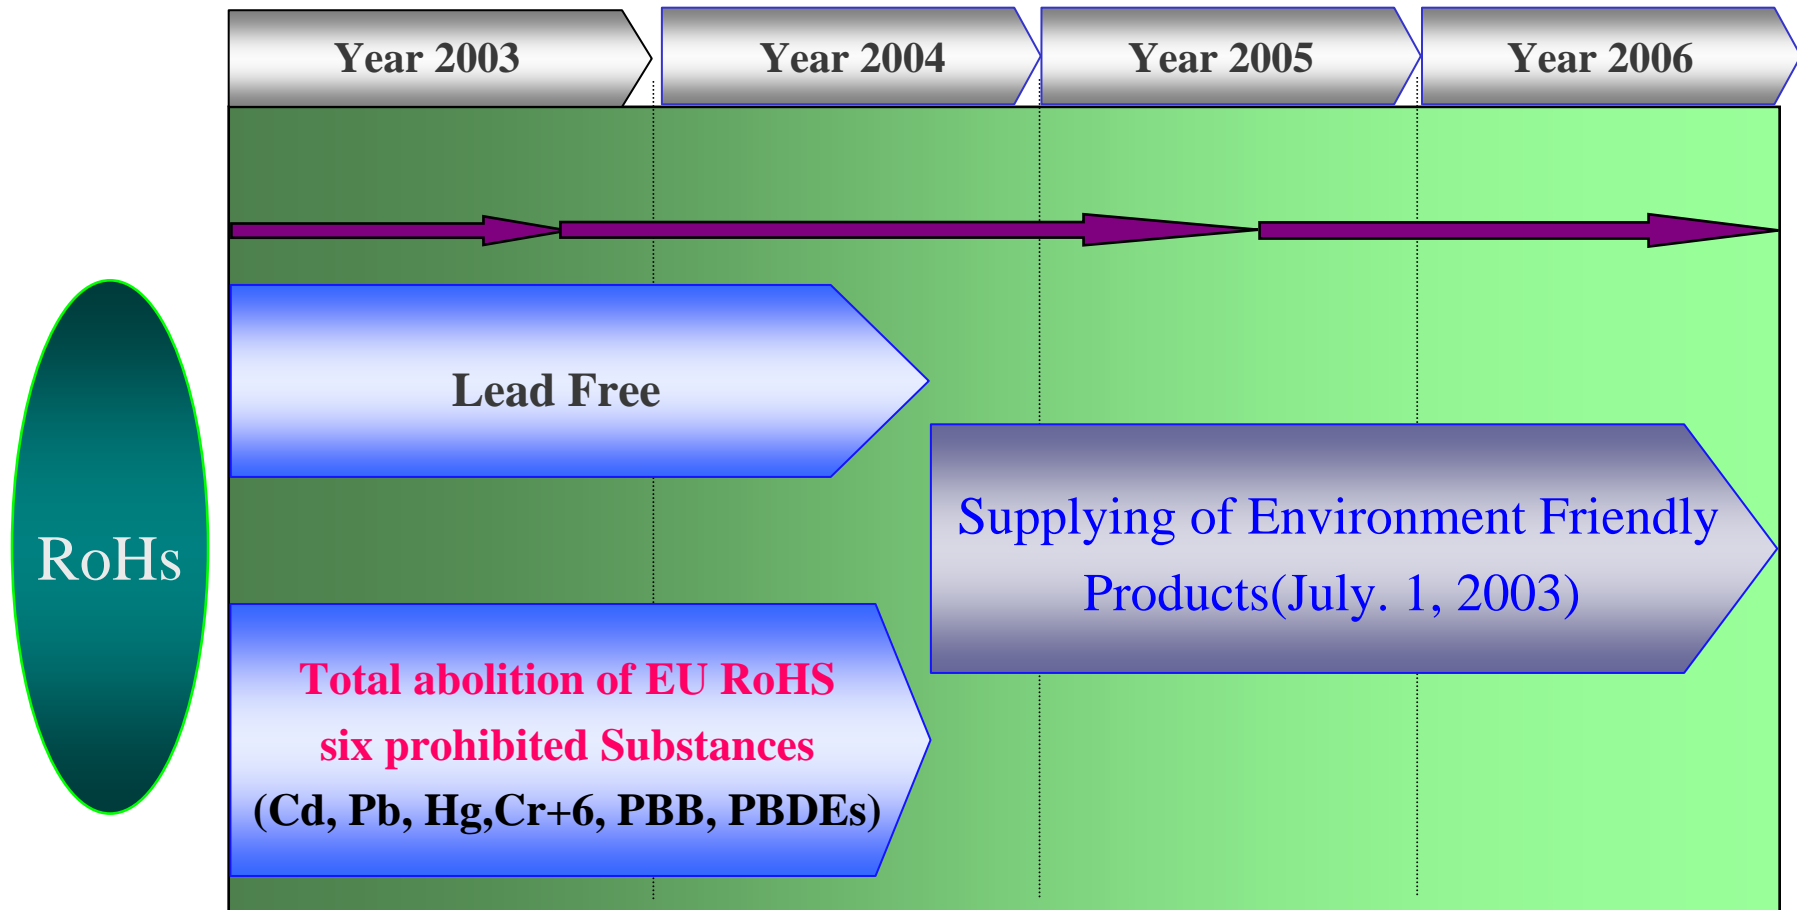 Year 2003
Year 2004
Year 2005
Year 2006
Lead Free
Supplying of Environment Friendly
Products(July. 1, 2003)
RoHs
Total abolition of EU RoHS
six prohibited Substances
(Cd, Pb, Hg,Cr+6, PBB, PBDEs)